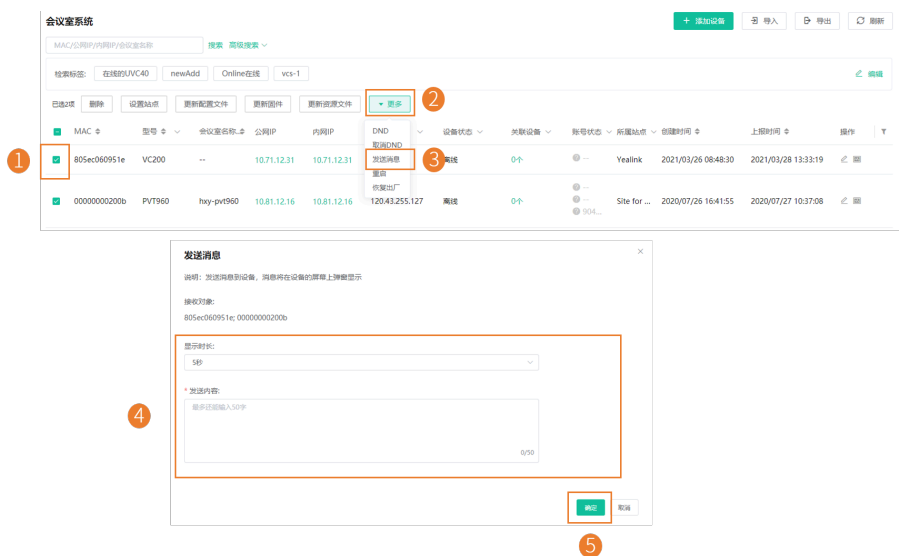 会议室系统
+ 添加设备 导入 导出 刷新
MAC/公网IP/内网IP/会议室名称 搜索 高级搜索
检索标签: 在线的UVC40 newAdd Online在线 vcs-1 编辑
已选2项 删除 设置站点 更新配置文件 更新固件 更新资源文件 更多 2
MAC 型号 会议室名称 公网IP 内网IP 设备状态 关联设备 账号状态 所属站点 创建时间 上报时间 操作
DND
取消DND
发送消息 3
重启
恢复出厂
1 805ec060951e VC200 -- 10.71.12.31 10.71.12.31 离线 0个 -- Yealink 2021/03/26 08:48:30 2021/03/28 13:33:19
00000000200b PVT960 hxy-pvt960 10.81.12.16 10.81.12.16 120.43.255.127 离线 0个 -- -- 904... Site for ... 2020/07/26 16:41:55 2020/07/27 10:37:08
发送消息
说明: 发送消息到设备，消息将在设备的屏幕上弹窗显示
接收对象:
805ec060951e; 00000000200b
显示时长:
5秒
* 发送内容:
最多还能输入50字
4
0/50
确定 取消
5